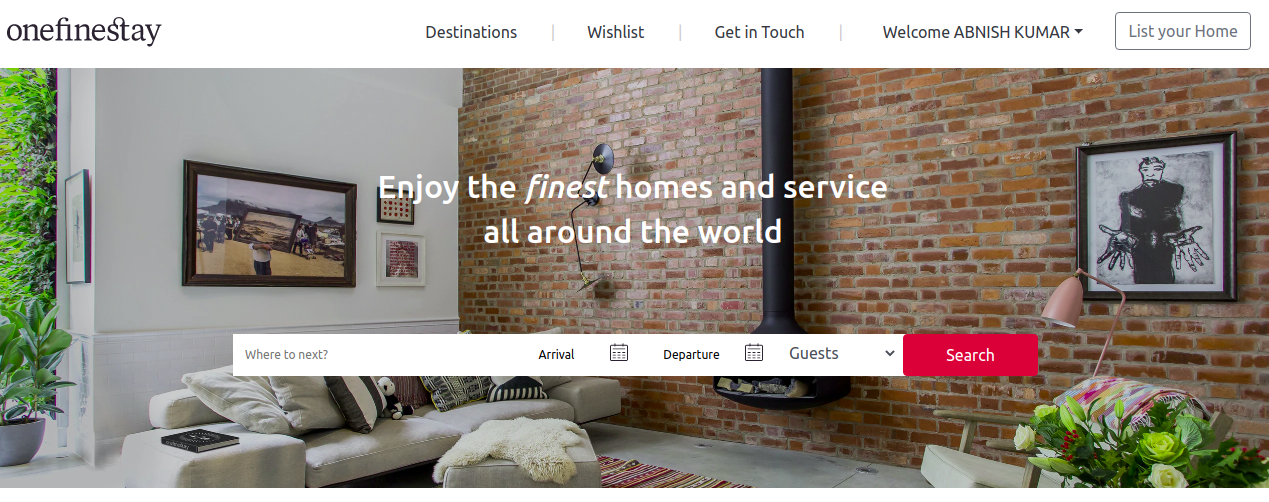 onefinestay
Destinations | Wishlist | Get in Touch | Welcome ABNISH KUMAR
List your Home
Enjoy the finest homes and service
all around the world
Where to next?
Arrival
Departure
Guests
Search